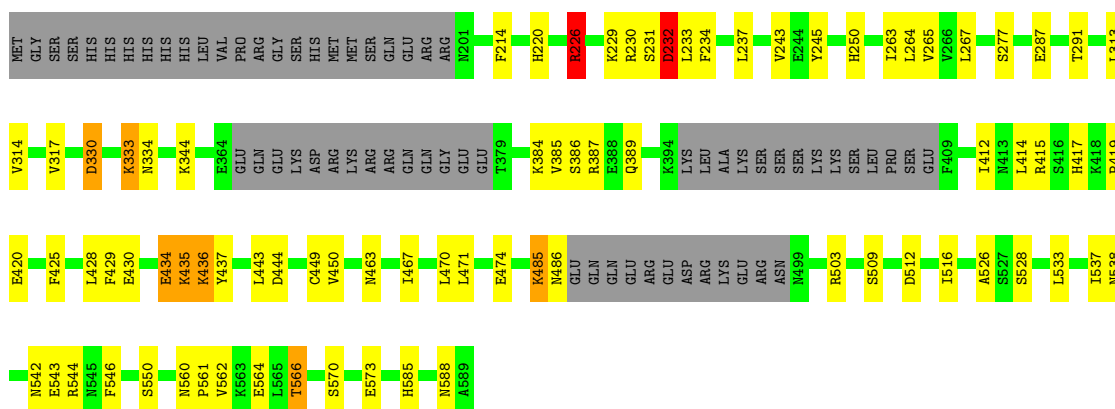 MET GLY SER SER HIS HIS HIS HIS HIS HIS LEU VAL PRO ARG GLY SER HIS MET MET SER GLN GLU ARG ARG N201 F214 H220 R226 K229 R230 S231 D232 L233 F234 L237 V243 E244 Y245 H250 I263 L264 V265 V266 L267 S277 E287 T291 L313
V314 V317 D330 K333 N334 K344 E364 GLU GLN GLU LYS ASP ARG LYS ARG ARG GLN GLN GLY GLU GLU T379 K384 V385 S386 R387 E388 Q389 K394 LYS LEU ALA LYS SER SER SER LYS LYS SER LEU PRO SER GLU F409 I412 N413 L414 R415 S416 H417 K418 R419
E420 F425 L428 F429 E430 E434 K435 K436 Y437 L443 D444 C449 V450 N463 I467 L470 L471 E474 K485 N486 GLU GLN GLN GLU ARG GLU ASP ARG LYS GLU ARG ASN N499 R503 S509 D512 I516 A526 S527 S528 L533 I537 N538
N542 E543 R544 N545 F546 S550 N560 P561 V562 K563 E564 L565 T566 S570 E573 H585 N588 A589